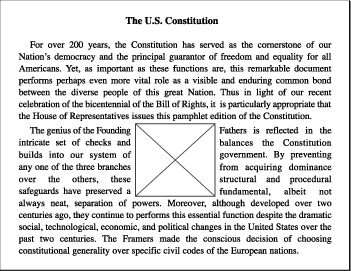 The U.S. Constitution
For over 200 years, the Constitution has served as the cornerstone of our
Nation's democracy and the principal guarantor of freedom and equality for all
Americans. Yet, as important as these functions are, this remarkable document
performs perhaps even more vital role as a visible and enduring common bond
between the diverse people of this great Nation. Thus in light of our recent
celebration of the bicentennial of the Bill of Rights, it is particularly appropriate that
the House of Representatives issues this pamphlet edition of the Constitution.
The genius of the Founding Fathers is reflected in the
intricate set of checks and balances the Constitution
builds into our system of government. By preventing
any one of the three branches from acquiring dominance
over the others, these structural and procedural
safeguards have preserved a fundamental, albeit not
always neat, separation of powers. Moreover, although developed over two
centuries ago, they continue to performs this essential function despite the dramatic
social, technological, economic, and political changes in the United States over the
past two centuries. The Framers made the conscious decision of choosing
constitutional generality over specific civil codes of the European nations.